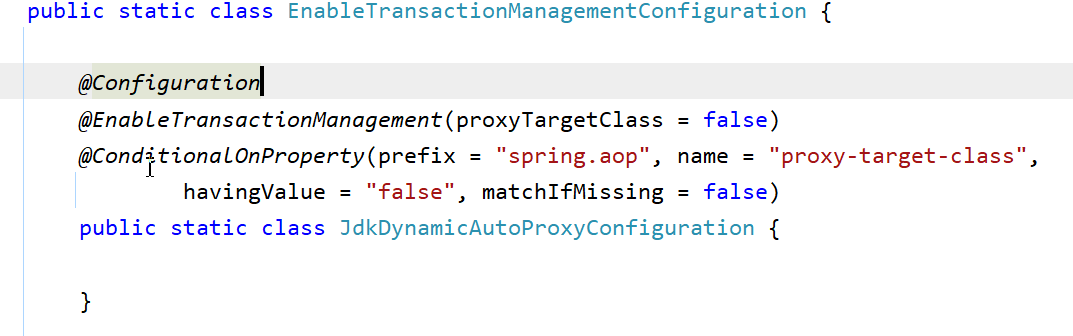 public static class EnableTransactionManagementConfiguration {
@Configuration
@EnableTransactionManagement(proxyTargetClass = false)
@ConditionalOnProperty(prefix = "spring.aop", name = "proxy-target-class",
havingValue = "false", matchIfMissing = false)
public static class JdkDynamicAutoProxyConfiguration {
}